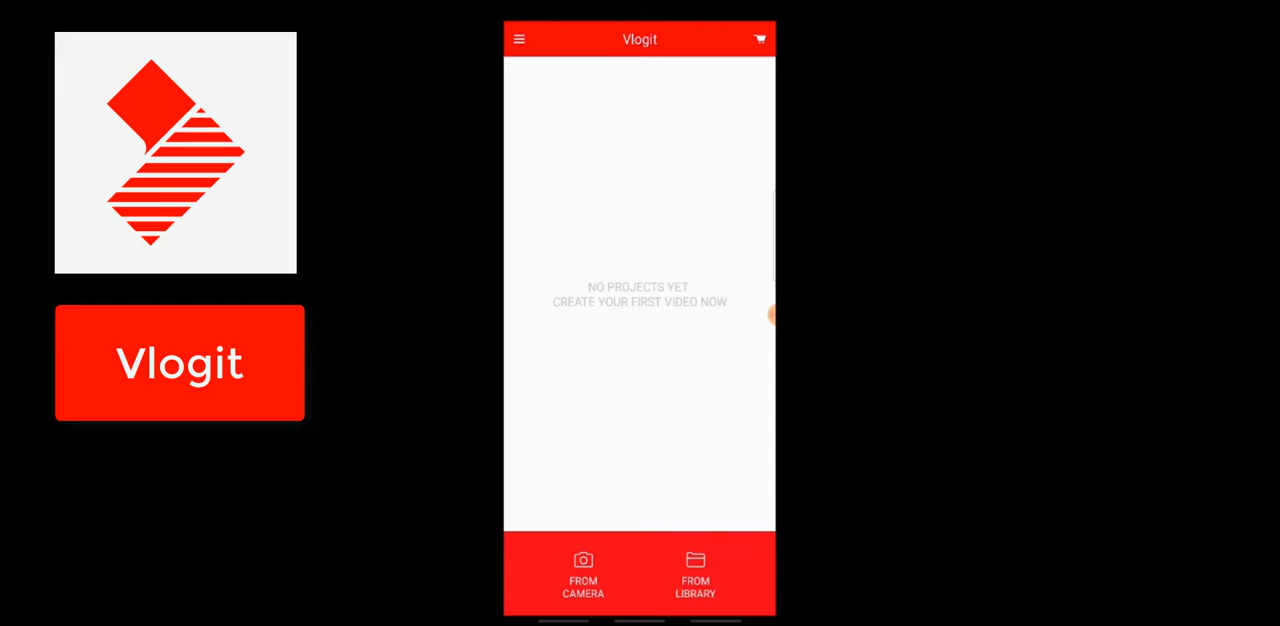 Vlogit
Vlogit
NO PROJECTS YET
CREATE YOUR FIRST VIDEO NOW
FROM
CAMERA
FROM
LIBRARY